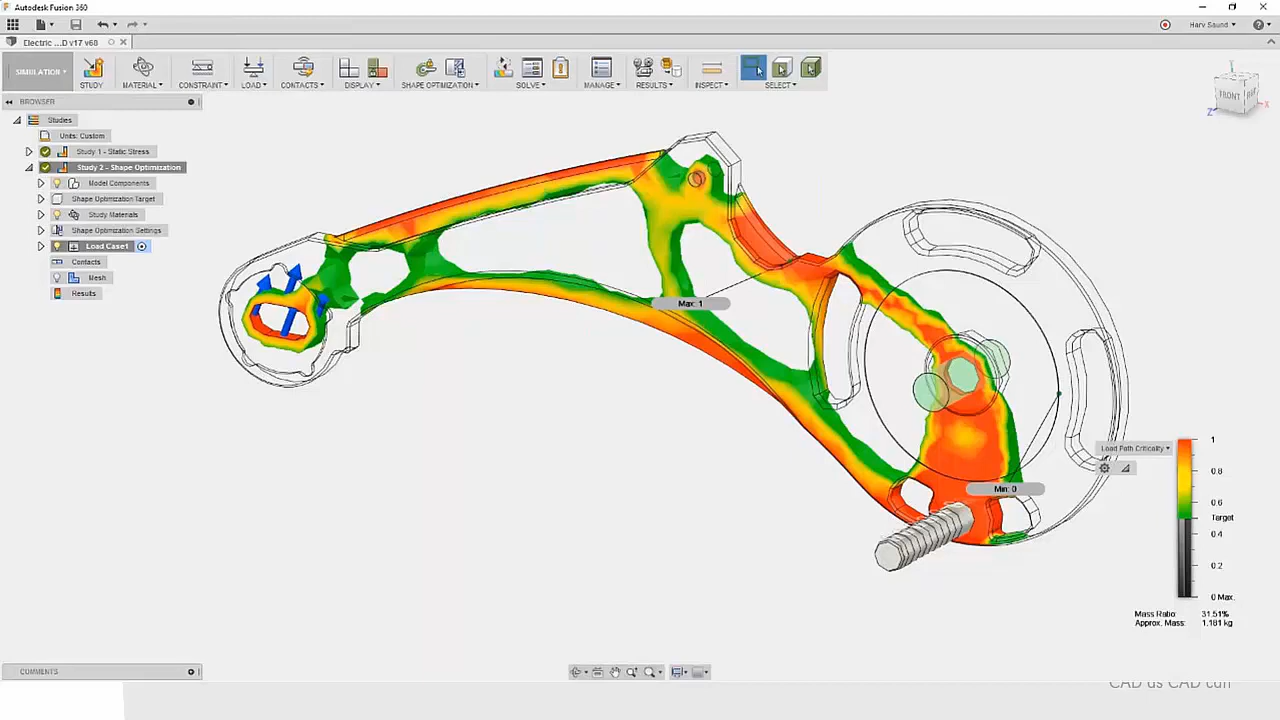 Autodesk Fusion 360
Harv Saund
Electric ...D v17 v68
SIMULATION
STUDY
MATERIAL
CONSTRAINT
LOAD
CONTACTS
DISPLAY
SHAPE OPTIMIZATION
SOLVE
MANAGE
RESULTS
INSPECT
SELECT
BROWSER
FRONT
Z
X
Studies
Units: Custom
Study 1 - Static Stress
Study 2 - Shape Optimization
Model Components
Shape Optimization Target
Study Materials
Shape Optimization Settings
Load Case1
Contacts
Mesh
Results
Max: 1
Min: 0
Load Path Criticality
1
0.8
0.6
Target
0.4
0.2
0 Max.
Mass Ratio: 31.51%
Approx. Mass: 1.181 kg
COMMENTS